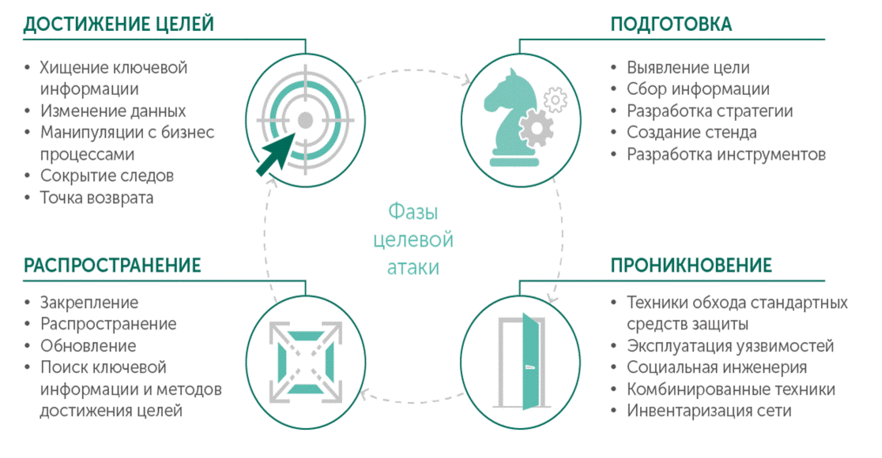 ДОСТИЖЕНИЕ ЦЕЛЕЙ
• Хищение ключевой
информации
• Изменение данных
• Манипуляции с бизнес
процессами
• Сокрытие следов
• Точка возврата
ПОДГОТОВКА
• Выявление цели
• Сбор информации
• Разработка стратегии
• Создание стенда
• Разработка инструментов
Фазы
целевой
атаки
РАСПРОСТРАНЕНИЕ
• Закрепление
• Распространение
• Обновление
• Поиск ключевой
информации и методов
достижения целей
ПРОНИКНОВЕНИЕ
• Техники обхода стандартных
средств защиты
• Эксплуатация уязвимостей
• Социальная инженерия
• Комбинированные техники
• Инвентаризация сети